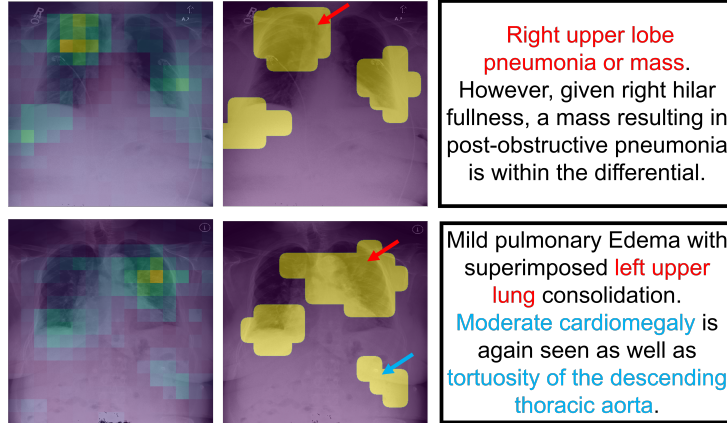 Right upper lobe
pneumonia or mass.
However, given right hilar
fullness, a mass resulting in
post-obstructive pneumonia
is within the differential.
Mild pulmonary Edema with
superimposed left upper
lung consolidation.
Moderate cardiomegaly is
again seen as well as
tortuosity of the descending
thoracic aorta.